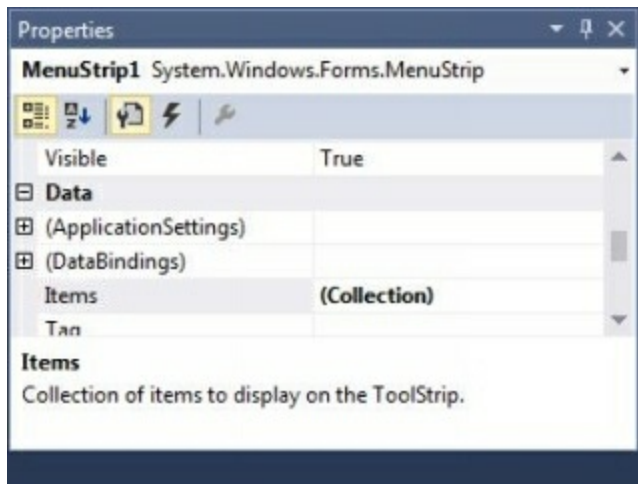 Properties
MenuStrip1 System.Windows.Forms.MenuStrip
Visible True
Data
(ApplicationSettings)
(DataBindings)
Items (Collection)
Tag
Items
Collection of items to display on the ToolStrip.